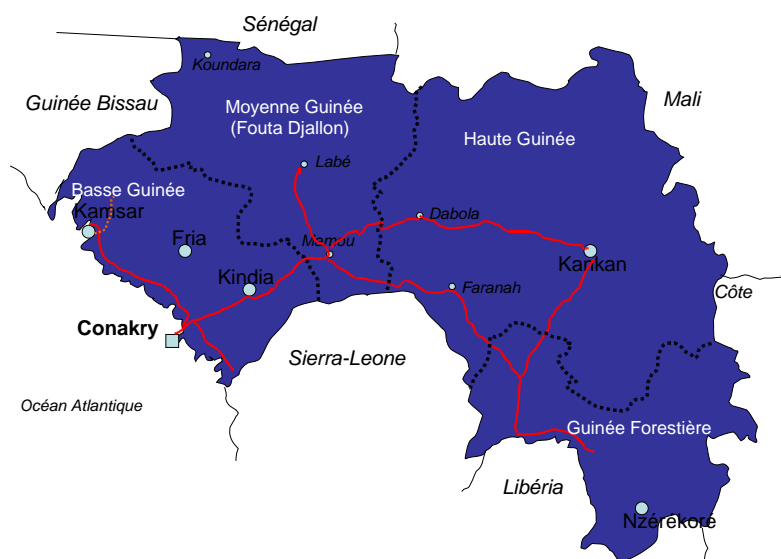 Sénégal
Koundara
Guinée Bissau
Moyenne Guinée
(Fouta Djallon)
Mali
Haute Guinée
Labé
Basse Guinée
Kamsar
Dabola
Fria
Mamou
Kankan
Kindia
Faranah
Côte
Conakry
Sierra-Leone
Océan Atlantique
Guinée Forestière
Libéria
Nzérékoré